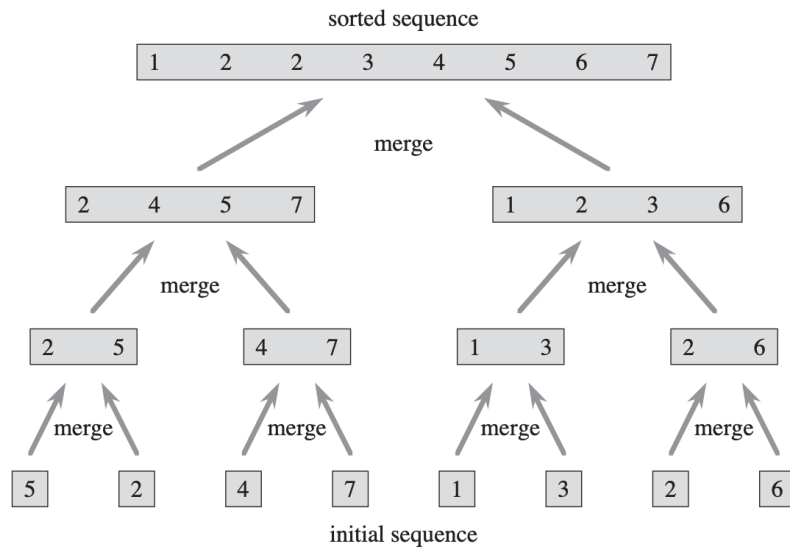 sorted sequence
1 2 2 3 4 5 6 7
merge
2 4 5 7
1 2 3 6
merge
merge
2 5
4 7
1 3
2 6
merge
merge
merge
merge
5
2
4
7
1
3
2
6
initial sequence